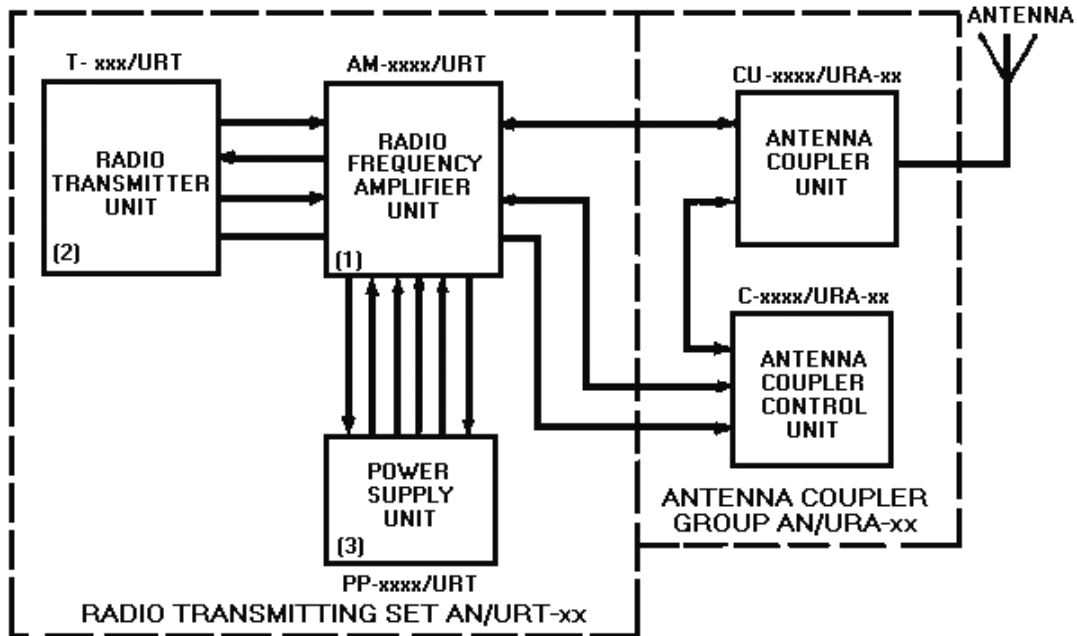 ANTENNA
T- xxx/URT
RADIO
TRANSMITTER
UNIT
(2)
AM-xxxx/URT
RADIO
FREQUENCY
AMPLIFIER
UNIT
(1)
CU-xxxx/URA-xx
ANTENNA
COUPLER
UNIT
C-xxxx/URA-xx
ANTENNA
COUPLER
CONTROL
UNIT
POWER
SUPPLY
UNIT
(3)
PP-xxxx/URT
ANTENNA COUPLER
GROUP AN/URA-xx
RADIO TRANSMITTING SET AN/URT-xx